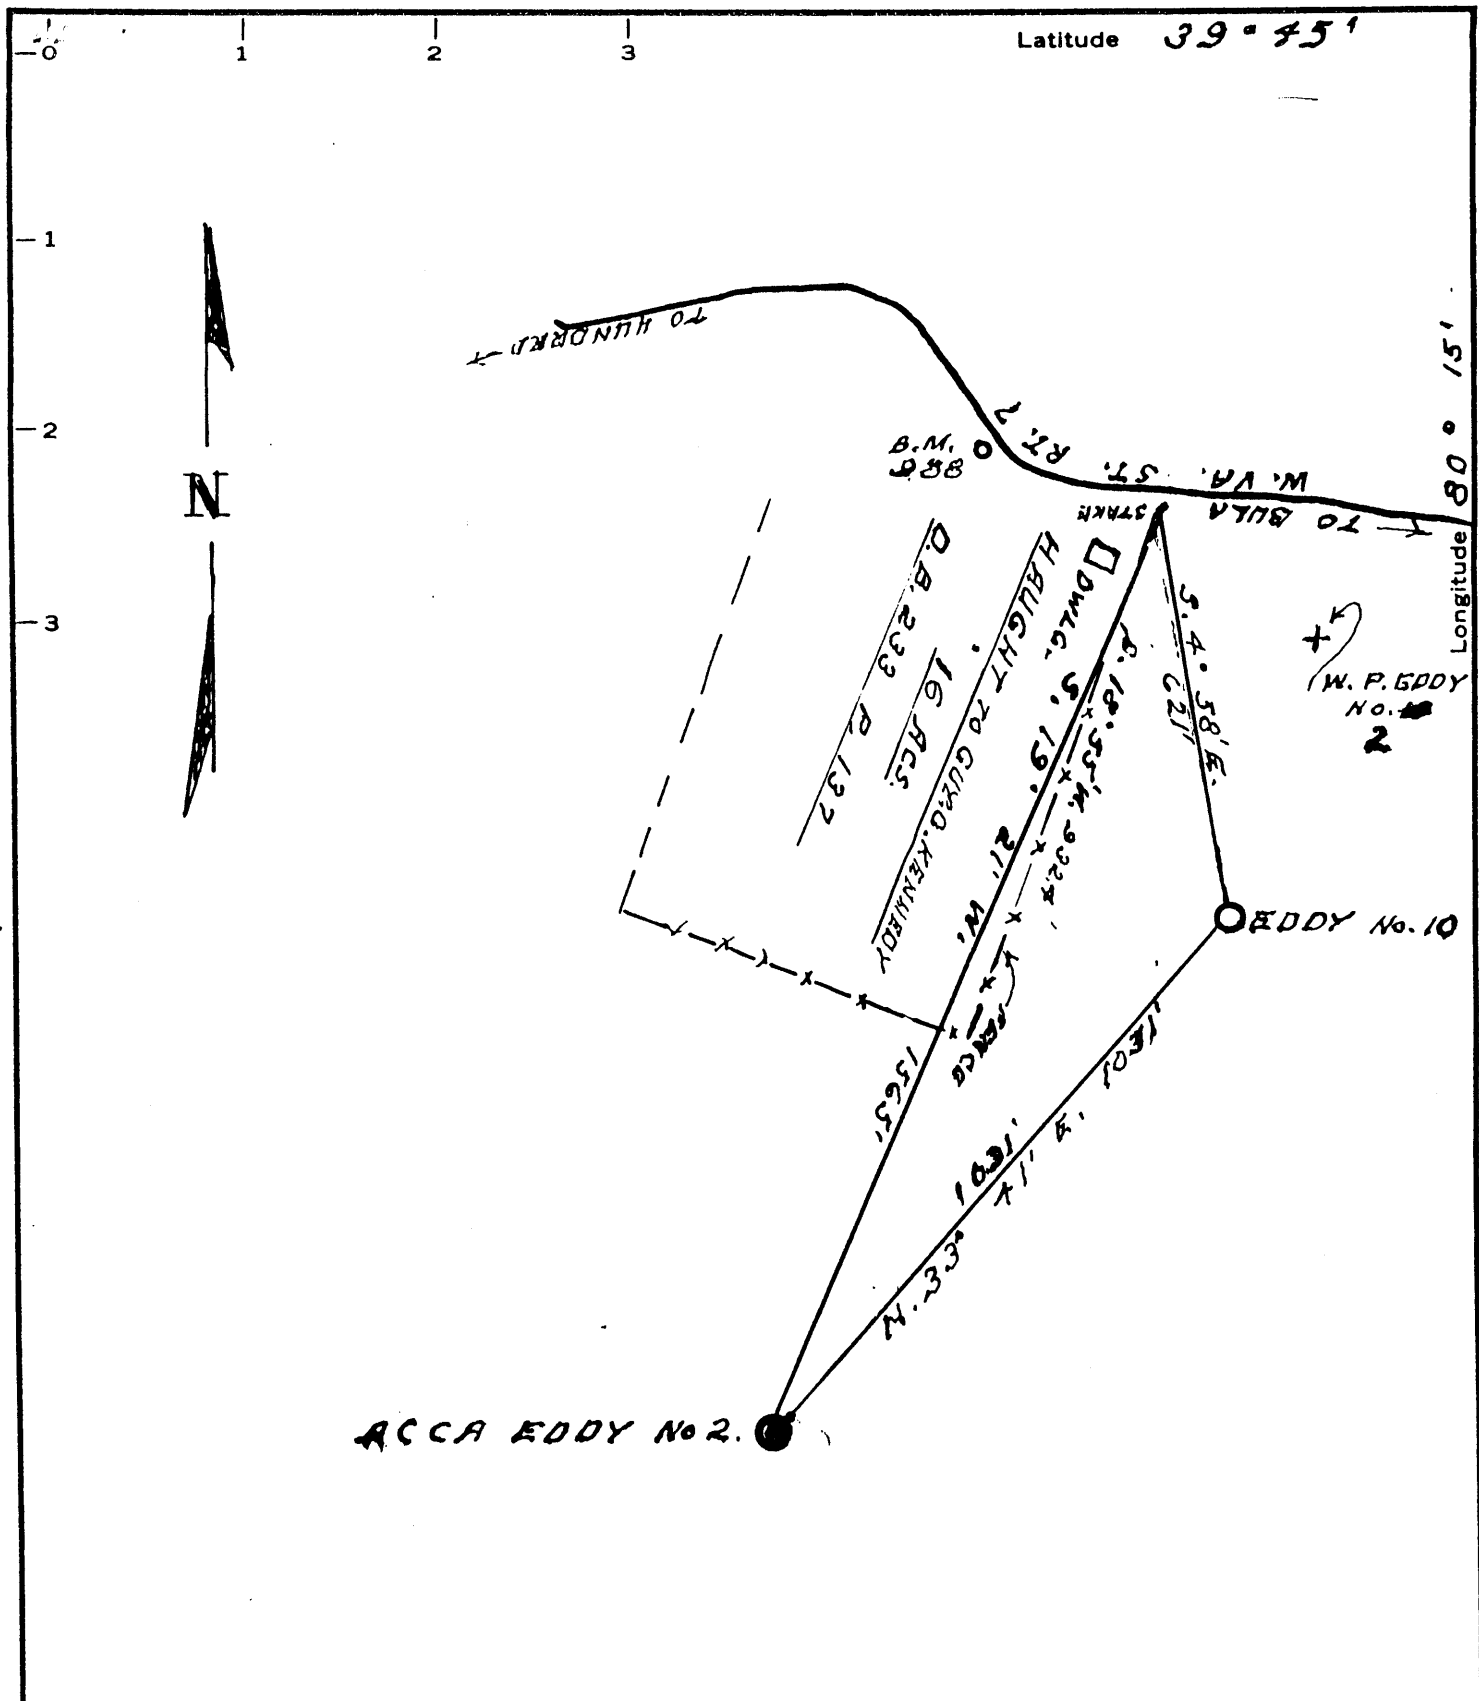 0
1
2
3
Latitude 39° 45'
1
2
3
N
TO HUNDRED
B.M.
988
RT. 7
W. VA. ST.
TO BULA
STAKE
Longitude 80° 15'
DWLG.
HAUGHT TO GUY.O.KENNEDY
16 ACS.
D.B. 233 P. 137
S. 19° 21' W.
1565'
S. 18° 55' W. 932.4'
FENCE
S. 4° 58' E.
621'
W. P. EDDY
No.
2
EDDY No. 10
N. 33° 41' E. 1031'
1031'
ACCA EDDY No 2.